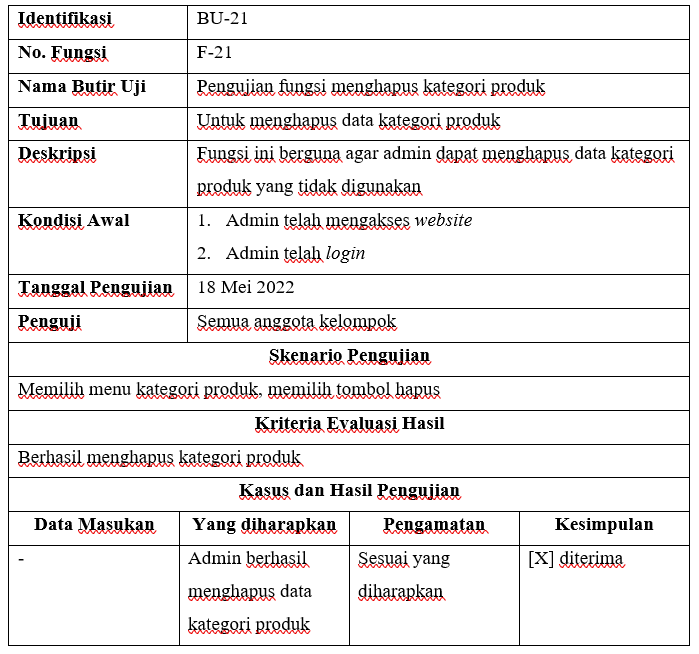 Identifikasi BU-21
No. Fungsi F-21
Nama Butir Uji Pengujian fungsi menghapus kategori produk
Tujuan Untuk menghapus data kategori produk
Deskripsi Fungsi ini berguna agar admin dapat menghapus data kategori
produk yang tidak digunakan
Kondisi Awal 1. Admin telah mengakses website
2. Admin telah login
Tanggal Pengujian 18 Mei 2022
Penguji Semua anggota kelompok
Skenario Pengujian
Memilih menu kategori produk, memilih tombol hapus
Kriteria Evaluasi Hasil
Berhasil menghapus kategori produk
Kasus dan Hasil Pengujian
Data Masukan Yang diharapkan Pengamatan Kesimpulan
- Admin berhasil Sesuai yang [X] diterima
menghapus data diharapkan
kategori produk